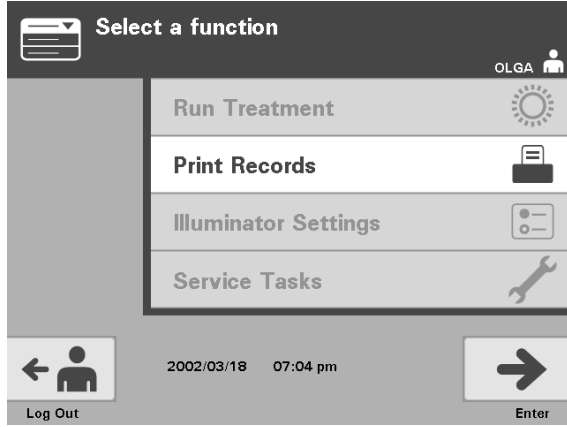 Select a function
OLGA
Run Treatment
Print Records
Illuminator Settings
Service Tasks
2002/03/18 07:04 pm
Log Out
Enter